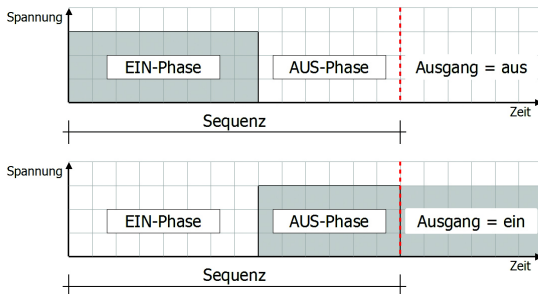 Spannung
EIN-Phase AUS-Phase Ausgang = aus
Zeit
Sequenz
Spannung
EIN-Phase AUS-Phase Ausgang = ein
Zeit
Sequenz